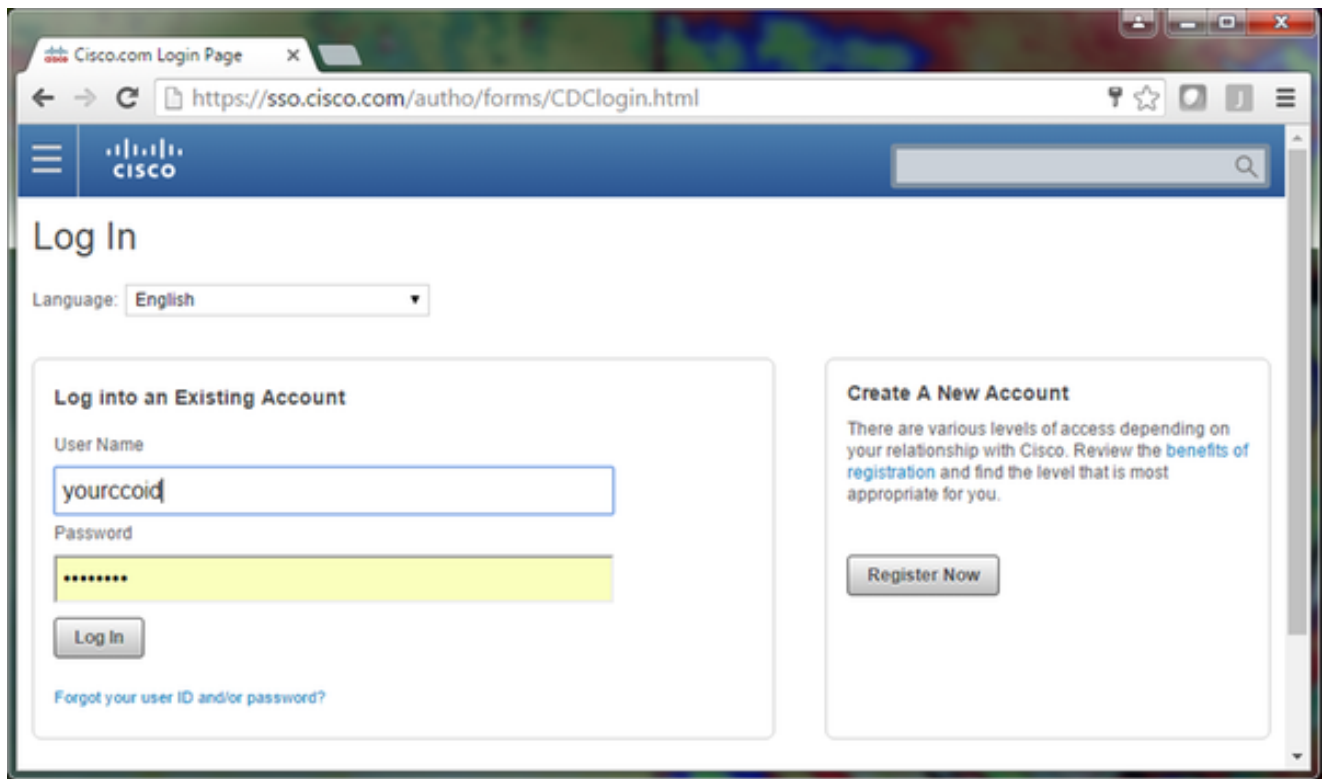 Cisco.com Login Page
https://sso.cisco.com/autho/forms/CDClogin.html
J
CISCO
Log In
Language: English
Log into an Existing Account
User Name
yourccoid
Password
••••••••
Log In
Forgot your user ID and/or password?
Create A New Account
There are various levels of access depending on
your relationship with Cisco. Review the benefits of
registration and find the level that is most
appropriate for you.
Register Now